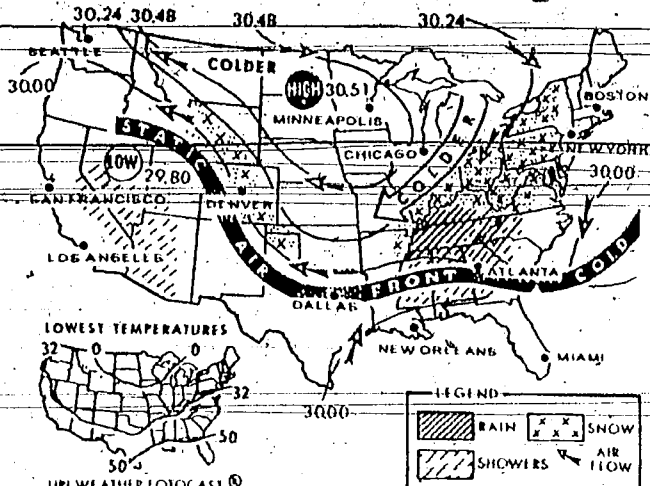 30.24 30.48 30.48 30.24
SEATTLE
COLDER
30.00
HIGH 30.51
MINNEAPOLIS
BOSTON
STATIC
COLDER
NEW YORK
CHICAGO
LOW
29.80
30.00
SAN FRANCISCO
DENVER
LOS ANGELES
AIR
FRONT
ATLANTA
COLD
DALLAS
NEW ORLEANS
MIAMI
30.00
LOWEST TEMPERATURES
32 0 0
32
50
50
UPI WEATHER FOTOCAST ®
LEGEND
RAIN
SNOW
SHOWERS
AIR FLOW